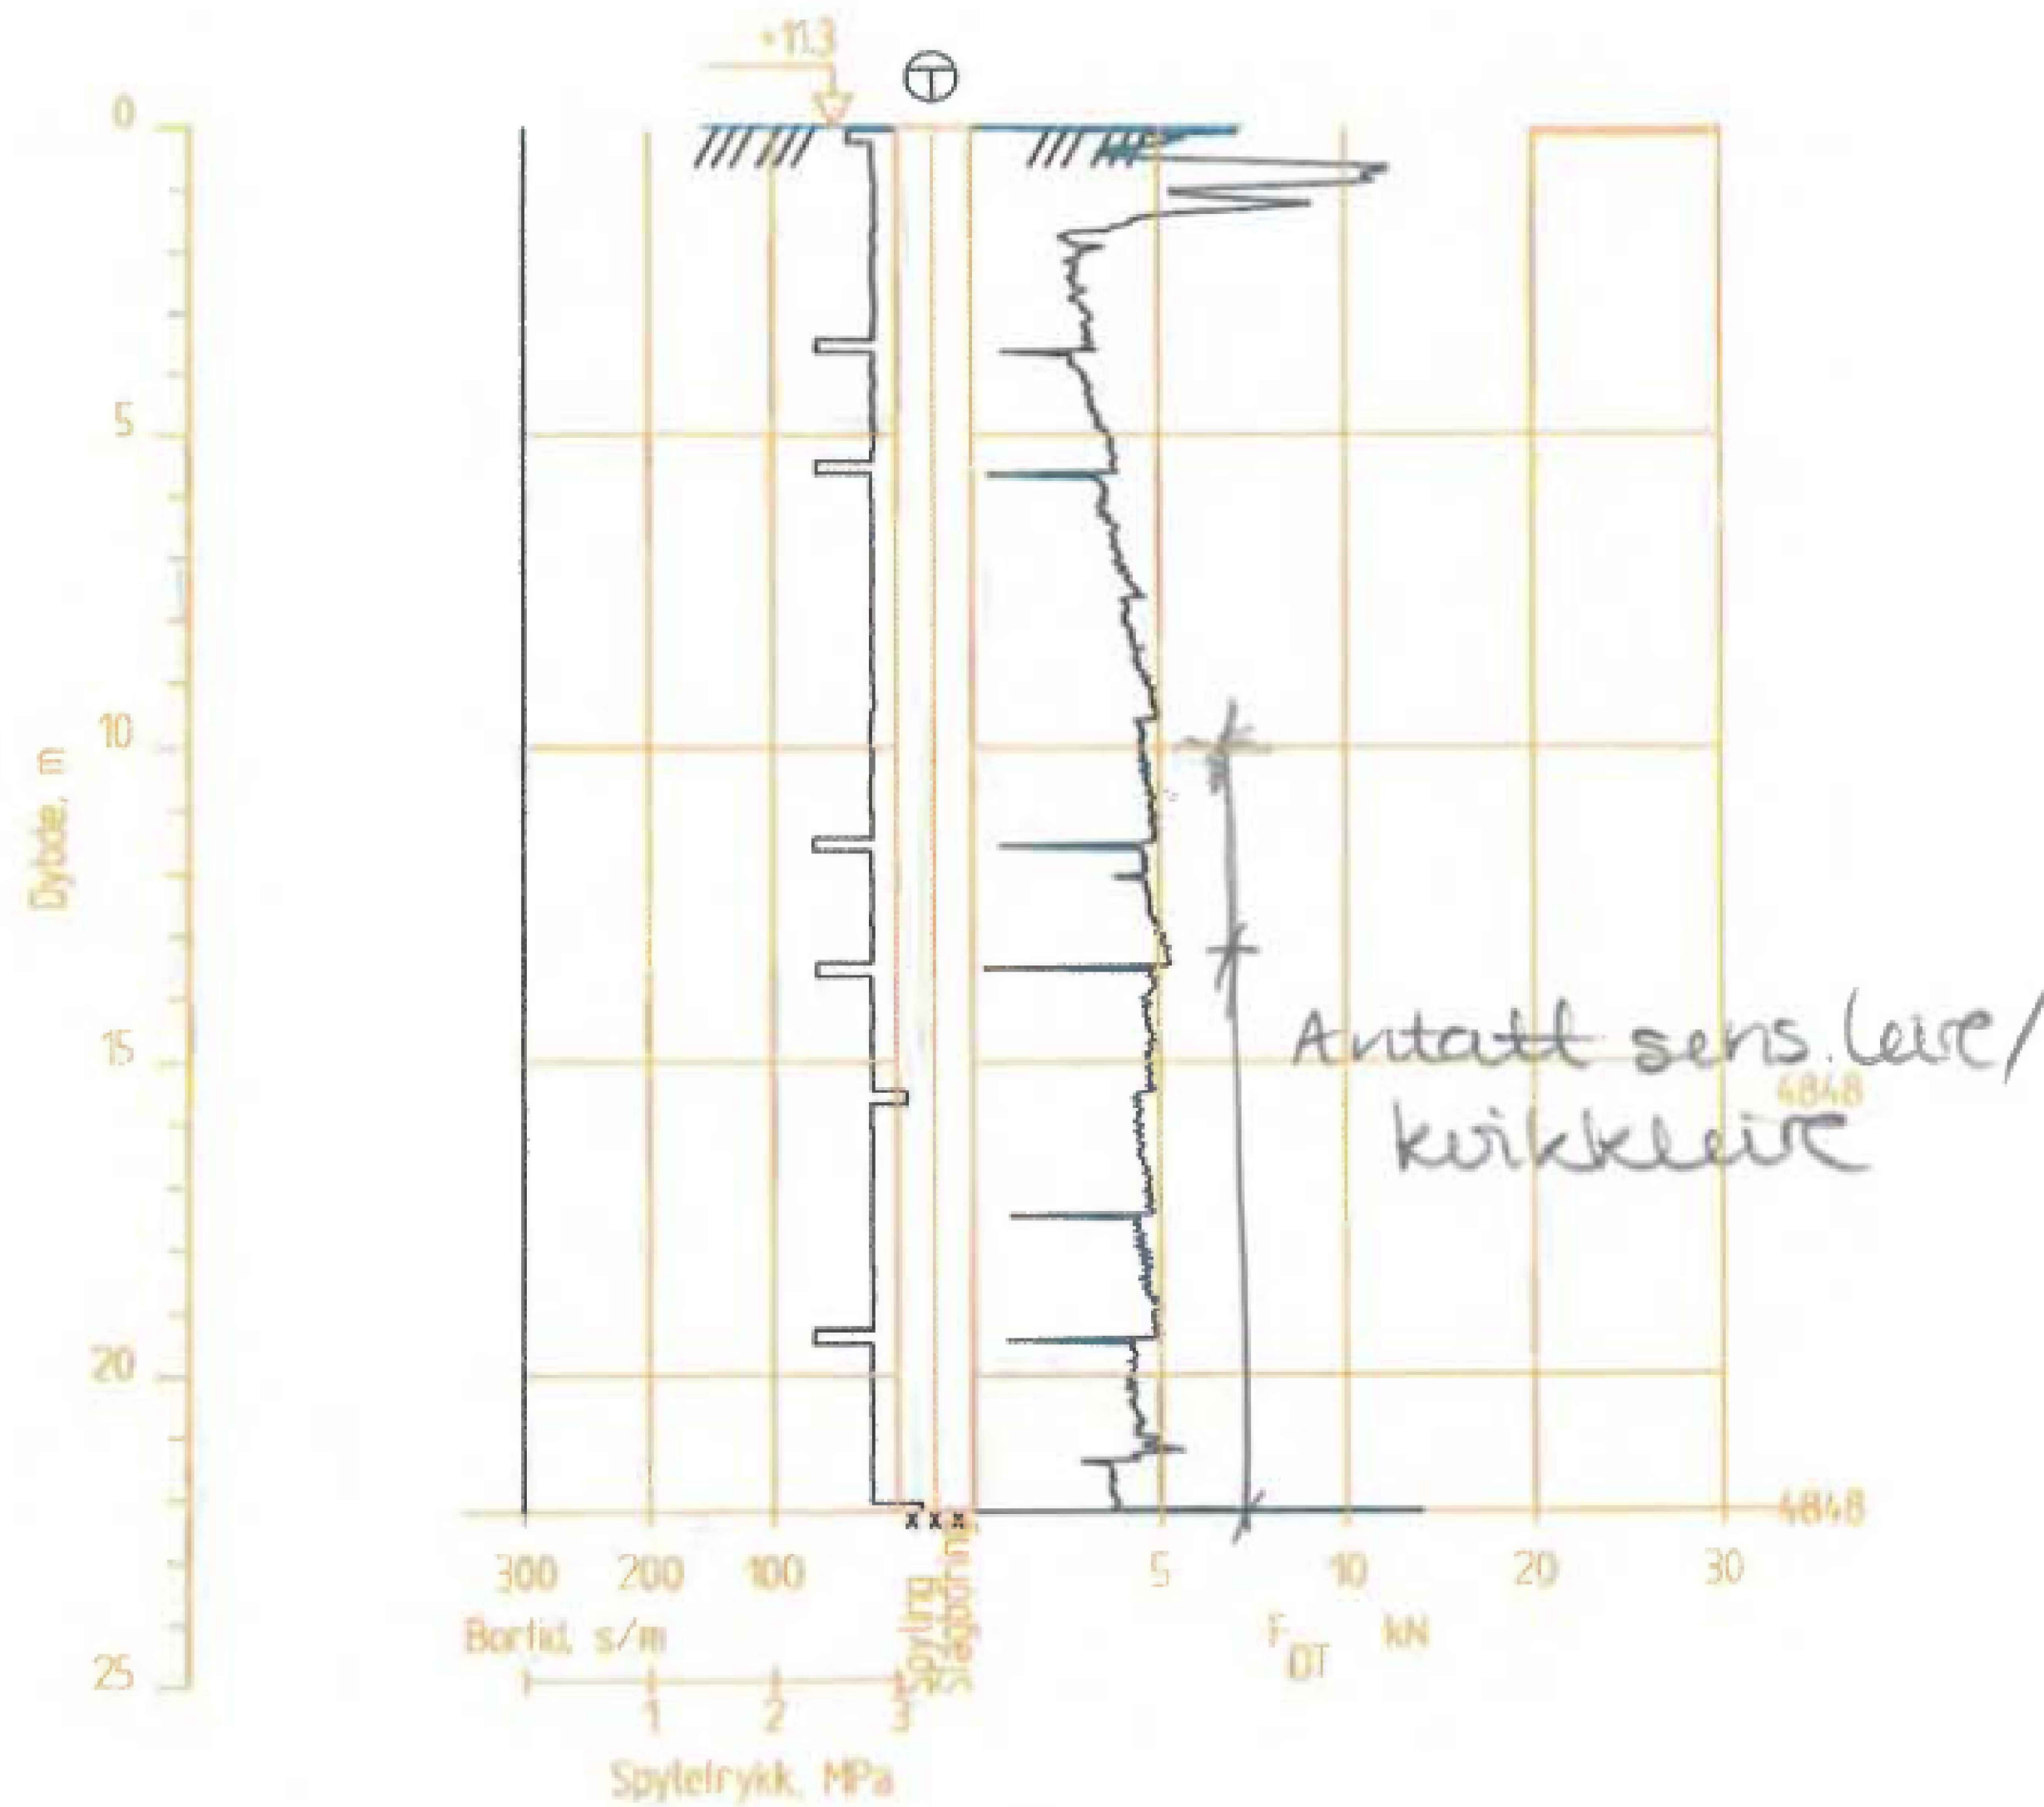 +11.3
T
0
5
10
Dybde, m
15
20
25
Antatt sens. leire/
4848
kvikkleire
4848
300 200 100
5 10 20 30
Bortid, s/m
Spyling
Slagboring
F DT kN
1 2 3
Spyletrykk, MPa